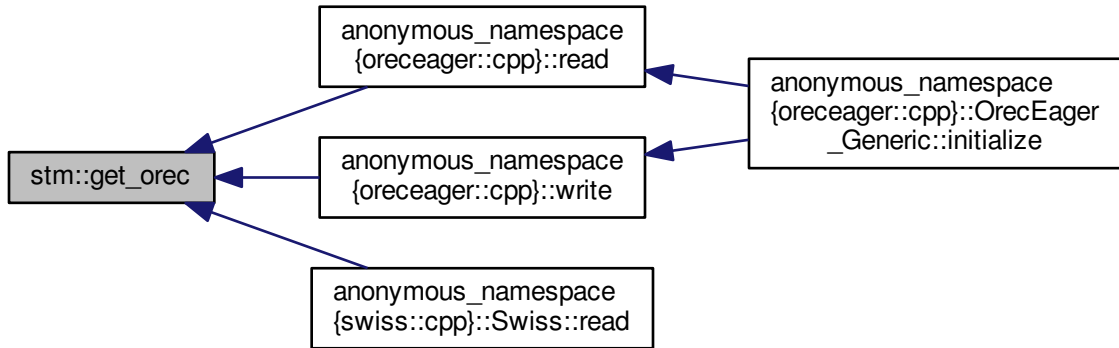 stm::get_orec
anonymous_namespace
{oreceager::cpp}::read
anonymous_namespace
{oreceager::cpp}::write
anonymous_namespace
{swiss::cpp}::Swiss::read
anonymous_namespace
{oreceager::cpp}::OrecEager
_Generic::initialize